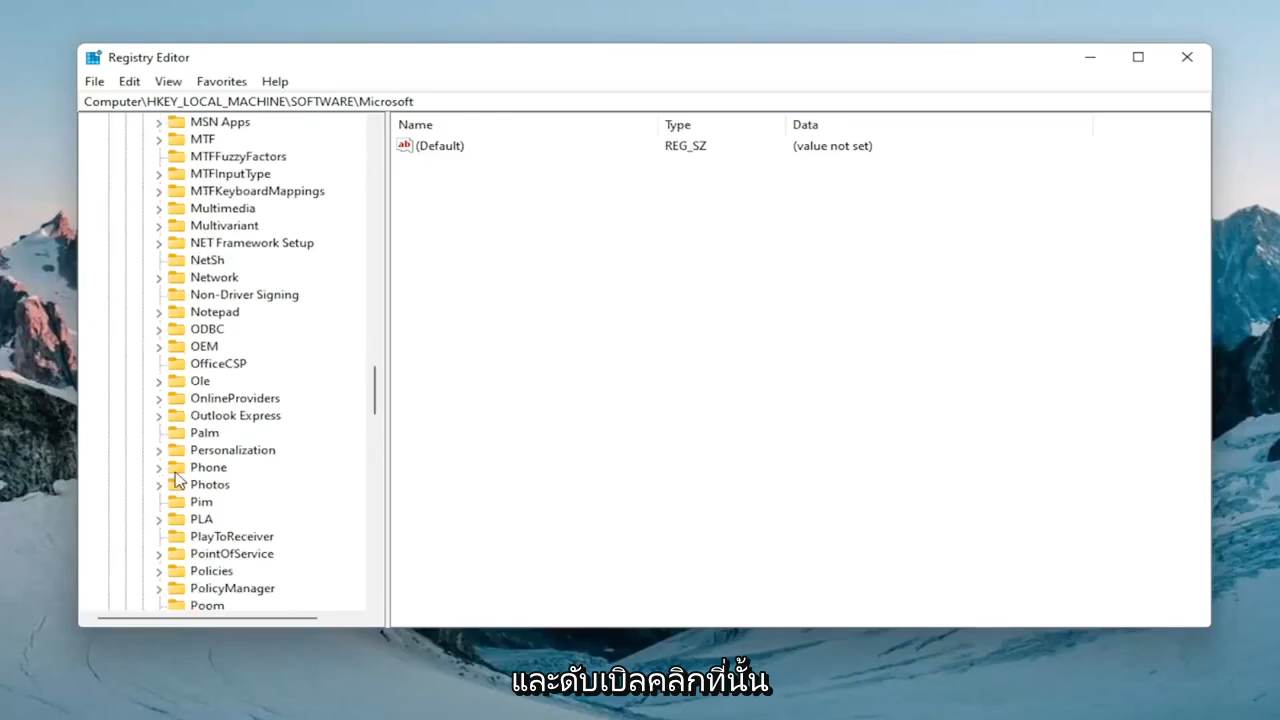 Registry Editor
File Edit View Favorites Help
Computer\HKEY_LOCAL_MACHINE\SOFTWARE\Microsoft
Name Type Data
ab (Default) REG_SZ (value not set)
MSN Apps
MTF
MTFFuzzyFactors
MTFInputType
MTFKeyboardMappings
Multimedia
Multivariant
NET Framework Setup
NetSh
Network
Non-Driver Signing
Notepad
ODBC
OEM
OfficeCSP
Ole
OnlineProviders
Outlook Express
Palm
Personalization
Phone
Photos
Pim
PLA
PlayToReceiver
PointOfService
Policies
PolicyManager
Poom
และดับเบิลคลิกที่นั้น